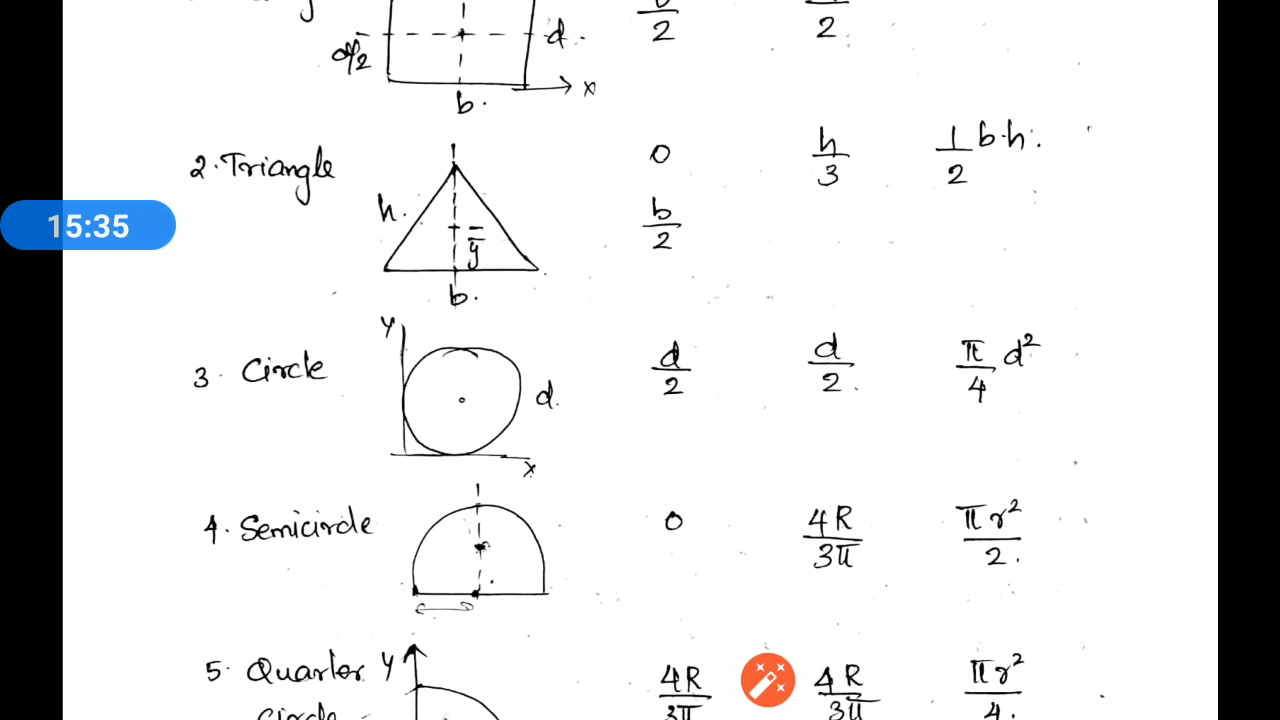 b/2
/2
d/2
d.
x
b.
2. Triangle
0
h/3
1/2 b.h.
h.
b/2
15:35
ȳ
b.
Y
3. Circle
d/2
d/2.
π/4 d²
d.
x
4. Semicircle
0
4R/3π
πr²/2.
5. Quarter
Y
4R/3π
4R/3π
πr²/4.
Circle